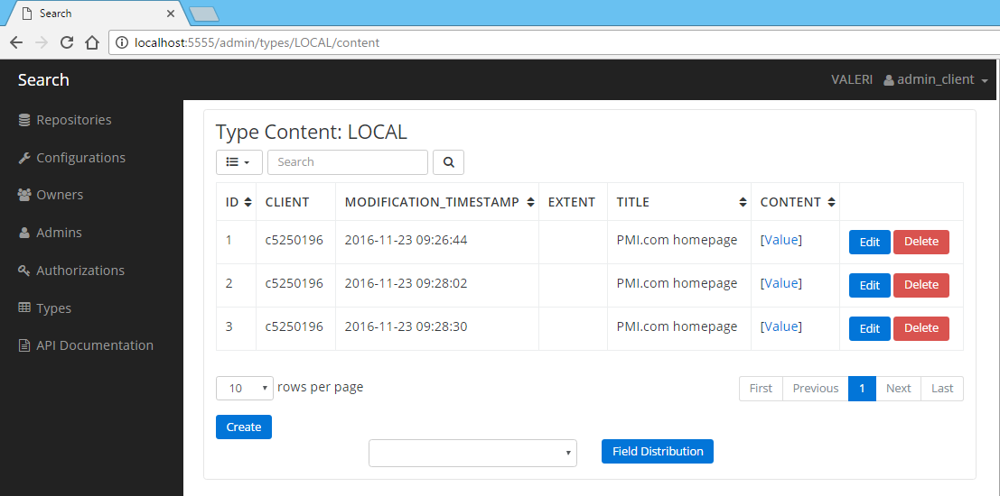 Search
localhost:5555/admin/types/LOCAL/content
Search VALERI admin_client
Repositories
Configurations
Owners
Admins
Authorizations
Types
API Documentation
Type Content: LOCAL
Search
ID CLIENT MODIFICATION_TIMESTAMP EXTENT TITLE CONTENT
1 c5250196 2016-11-23 09:26:44 PMI.com homepage [Value] Edit Delete
2 c5250196 2016-11-23 09:28:02 PMI.com homepage [Value] Edit Delete
3 c5250196 2016-11-23 09:28:30 PMI.com homepage [Value] Edit Delete
10 rows per page First Previous 1 Next Last
Create
Field Distribution